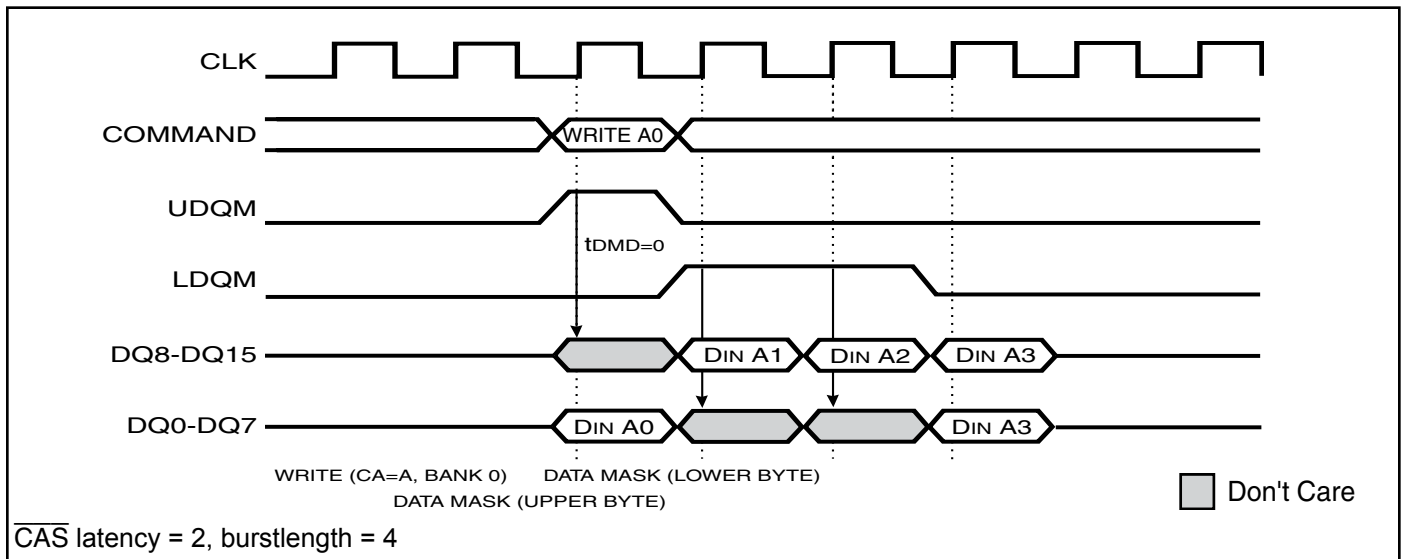 CLK
COMMAND WRITE A0
UDQM
tDMD=0
LDQM
DQ8-DQ15 DIN A1 DIN A2 DIN A3
DQ0-DQ7 DIN A0 DIN A3
WRITE (CA=A, BANK 0) DATA MASK (LOWER BYTE)
DATA MASK (UPPER BYTE)
Don't Care
C̅A̅S̅ latency = 2, burstlength = 4